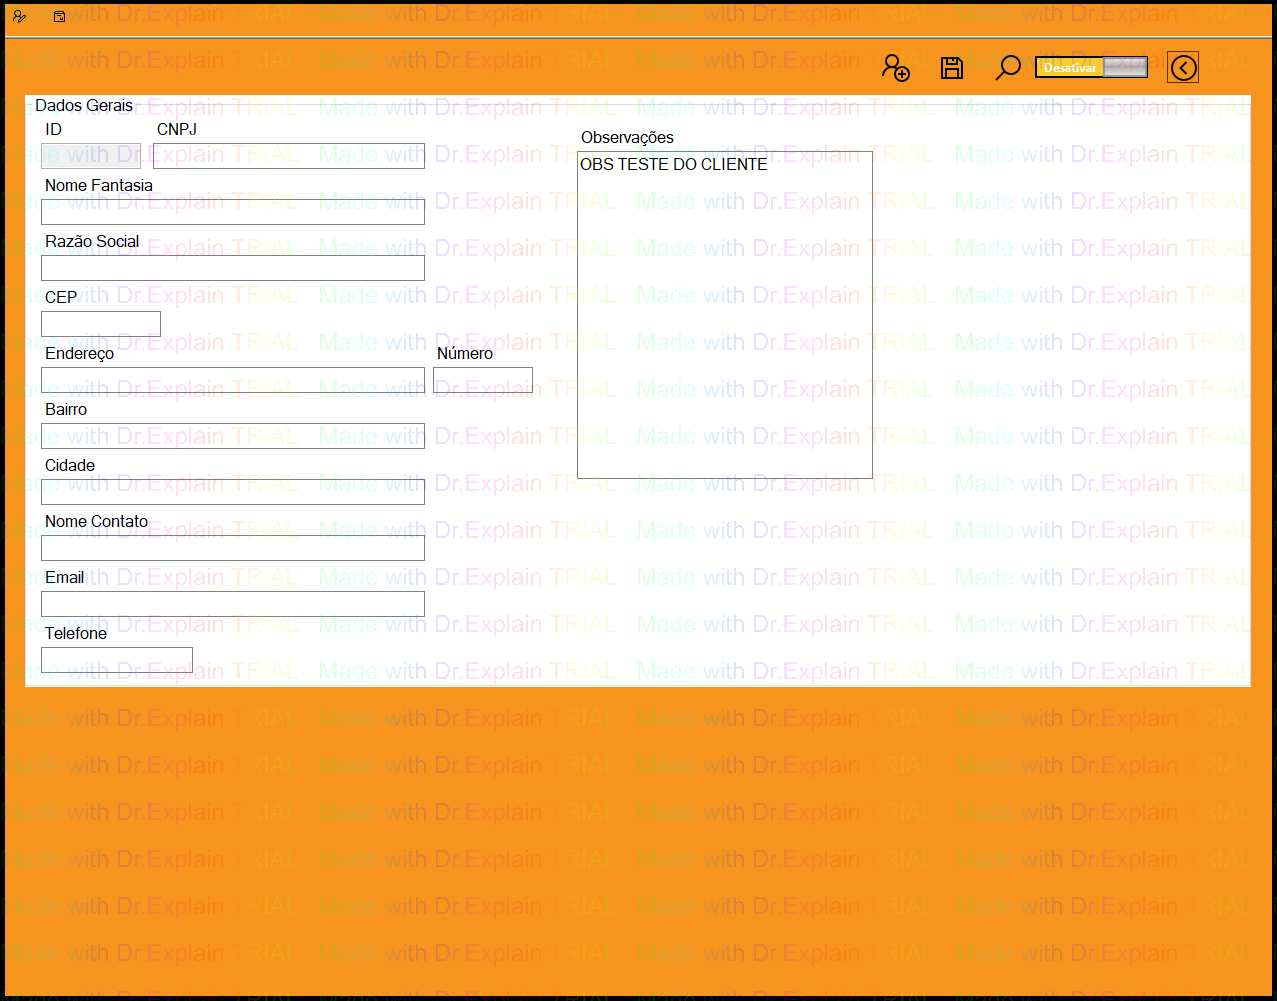 Desativar
Dados Gerais
ID
CNPJ
Observações
OBS TESTE DO CLIENTE
Nome Fantasia
Razão Social
CEP
Endereço
Número
Bairro
Cidade
Nome Contato
Email
Telefone
Made with Dr.Explain TRIAL